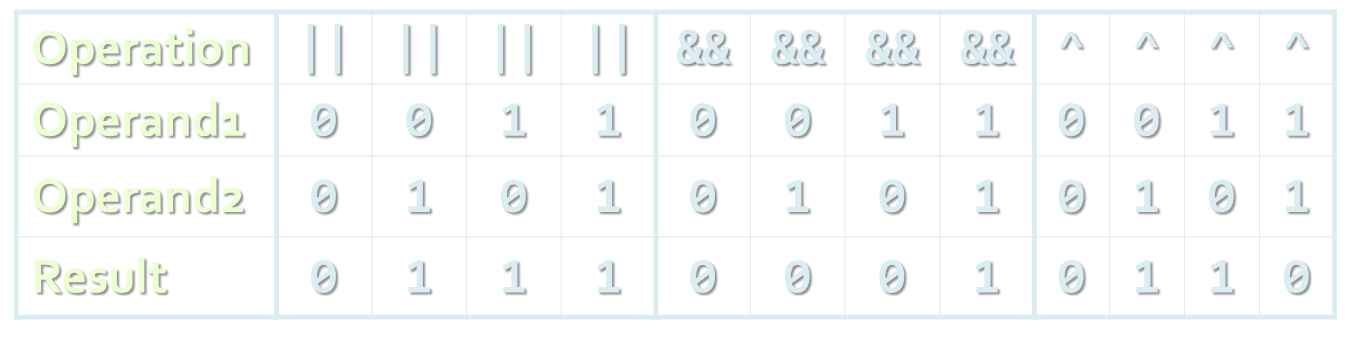 Operation || || || || && && && && ^ ^ ^ ^
Operand1 0 0 1 1 0 0 1 1 0 0 1 1
Operand2 0 1 0 1 0 1 0 1 0 1 0 1
Result 0 1 1 1 0 0 0 1 0 1 1 0